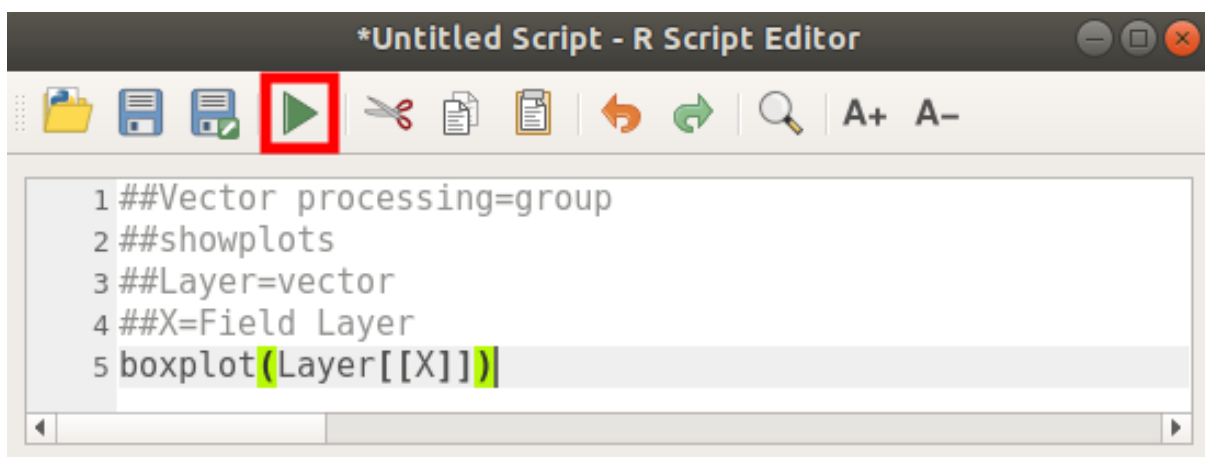 *Untitled Script - R Script Editor
A+ A-
1 ##Vector processing=group
2 ##showplots
3 ##Layer=vector
4 ##X=Field Layer
5 boxplot(Layer[[X]])